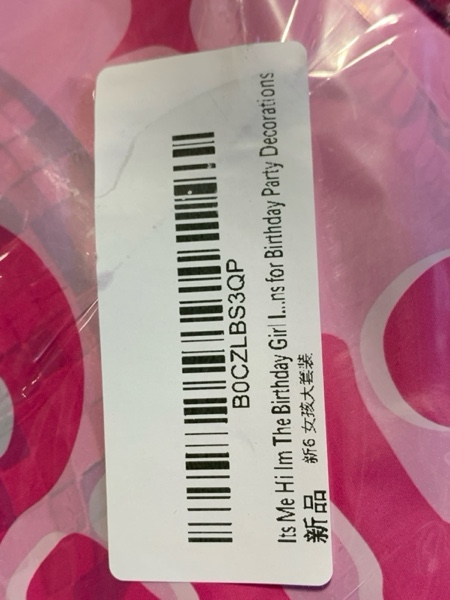 B0CZLBS3QP
Its Me Hi Im The Birthday Girl l...ns for Birthday Party Decorations
新品 新6 女孩大套装